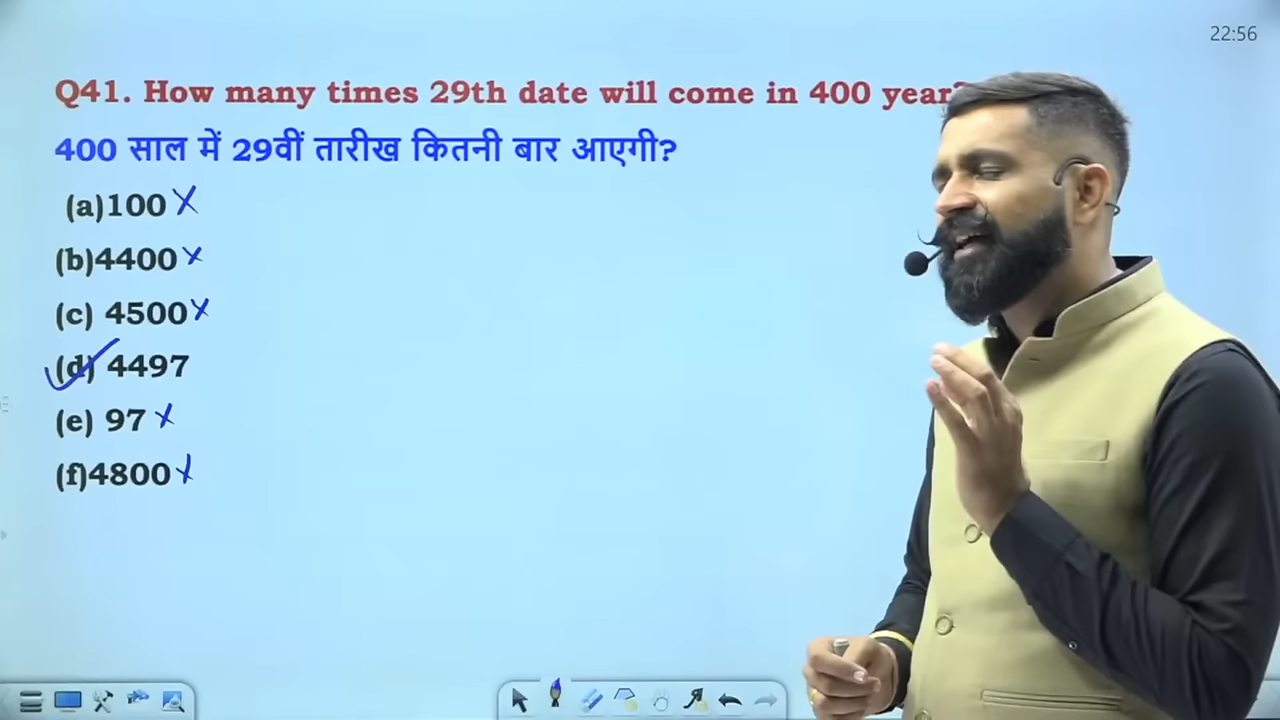 22:56
Q41. How many times 29th date will come in 400 year?
400 साल में 29वीं तारीख कितनी बार आएगी?
(a)100
(b)4400
(c) 4500
(d) 4497
(e) 97
(f)4800